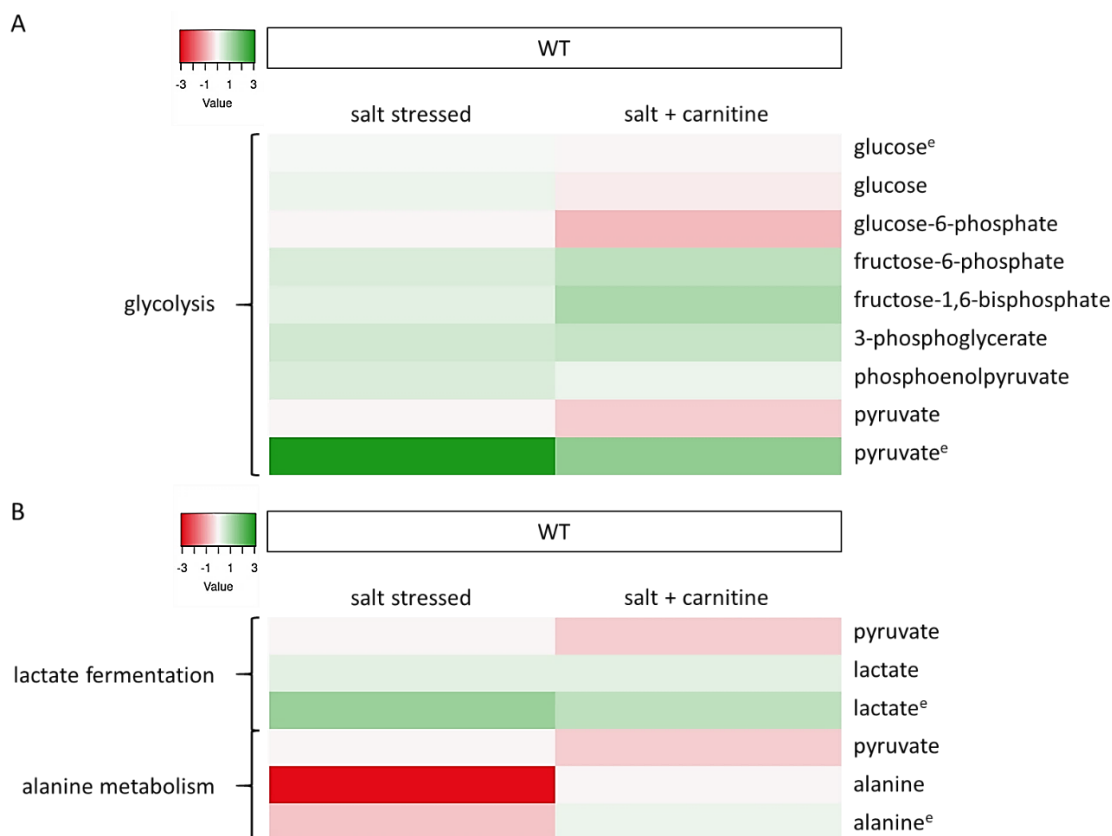 A
WT
-3 -1 1 3
Value
salt stressed salt + carnitine
glucoseᵉ
glucose
glucose-6-phosphate
fructose-6-phosphate
glycolysis
fructose-1,6-bisphosphate
3-phosphoglycerate
phosphoenolpyruvate
pyruvate
pyruvateᵉ
B
WT
-3 -1 1 3
Value
salt stressed salt + carnitine
pyruvate
lactate fermentation
lactate
lactateᵉ
pyruvate
alanine metabolism
alanine
alanineᵉ